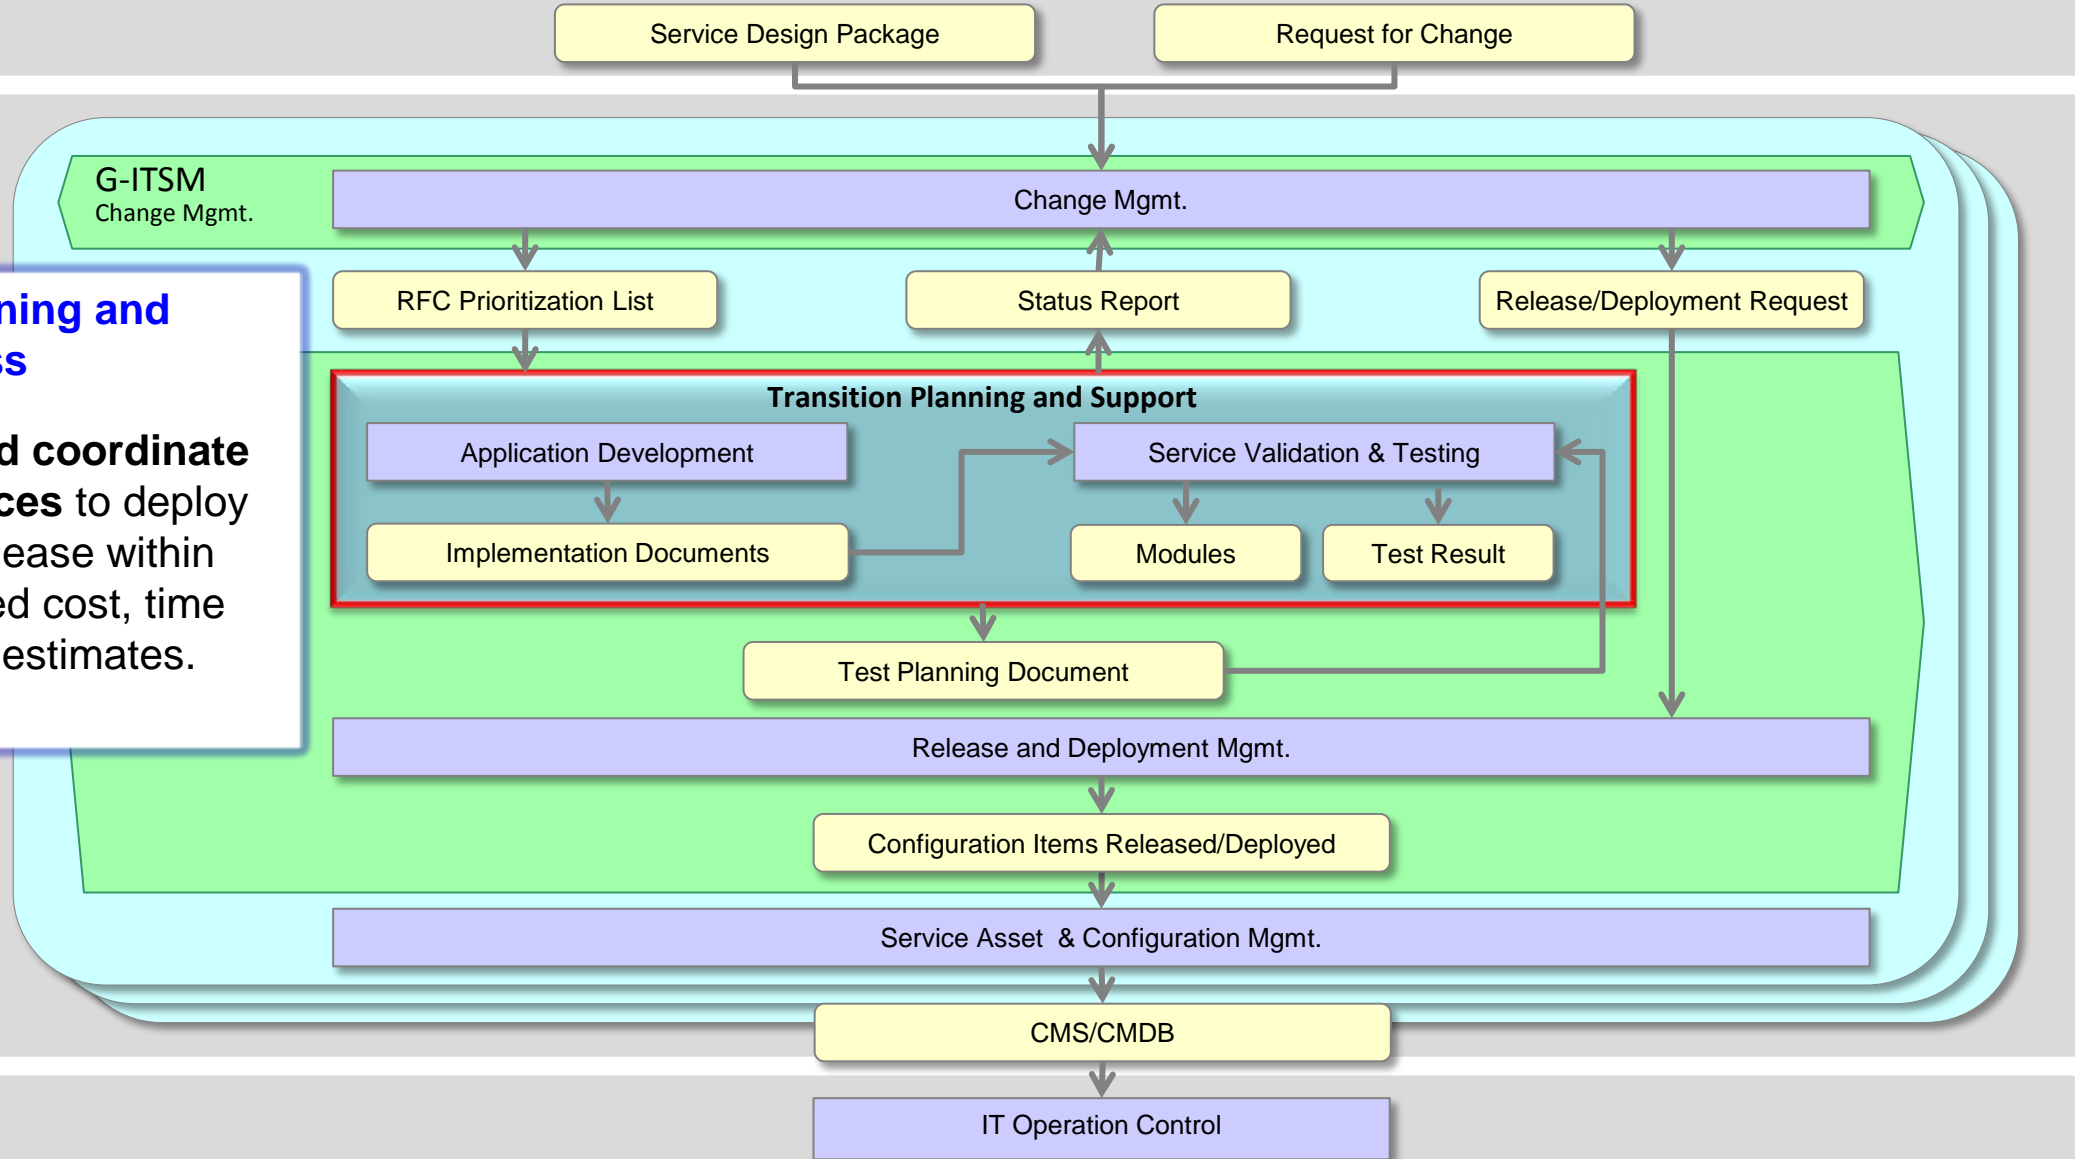 Service Design Package
Request for Change
G-ITSM
Change Mgmt.
Change Mgmt.
RFC Prioritization List
Status Report
Release/Deployment Request
ning and
ss
d coordinate
ces to deploy
lease within
ed cost, time
estimates.
Transition Planning and Support
Application Development
Service Validation & Testing
Implementation Documents
Modules
Test Result
Test Planning Document
Release and Deployment Mgmt.
Configuration Items Released/Deployed
Service Asset & Configuration Mgmt.
CMS/CMDB
IT Operation Control